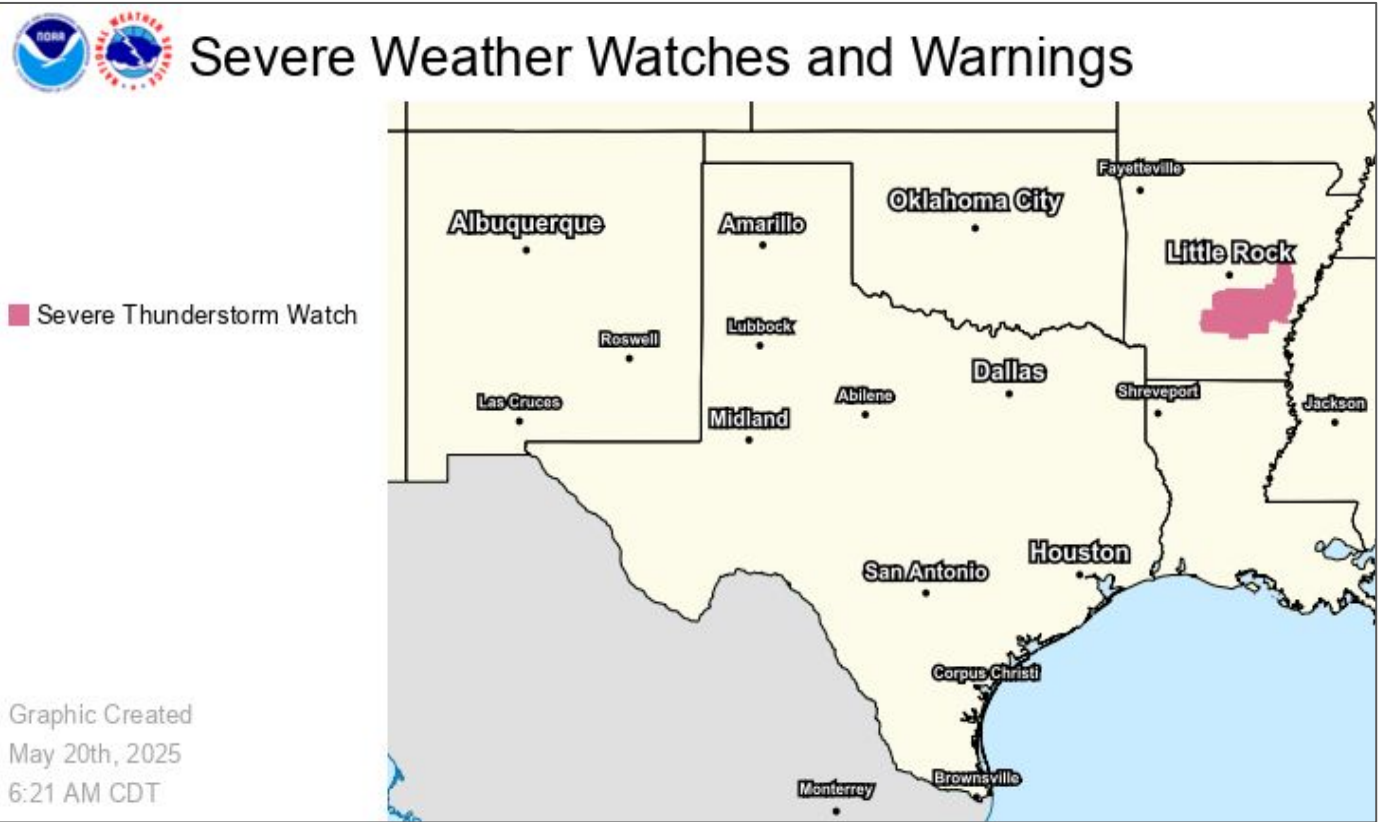 NOAA
Severe Weather Watches and Warnings
Severe Thunderstorm Watch
Fayetteville
Oklahoma City
Albuquerque
Amarillo
Little Rock
Lubbock
Roswell
Dallas
Shreveport
Abilene
Las Cruces
Jackson
Midland
Houston
San Antonio
Corpus Christi
Brownsville
Monterrey
Graphic Created
May 20th, 2025
6:21 AM CDT